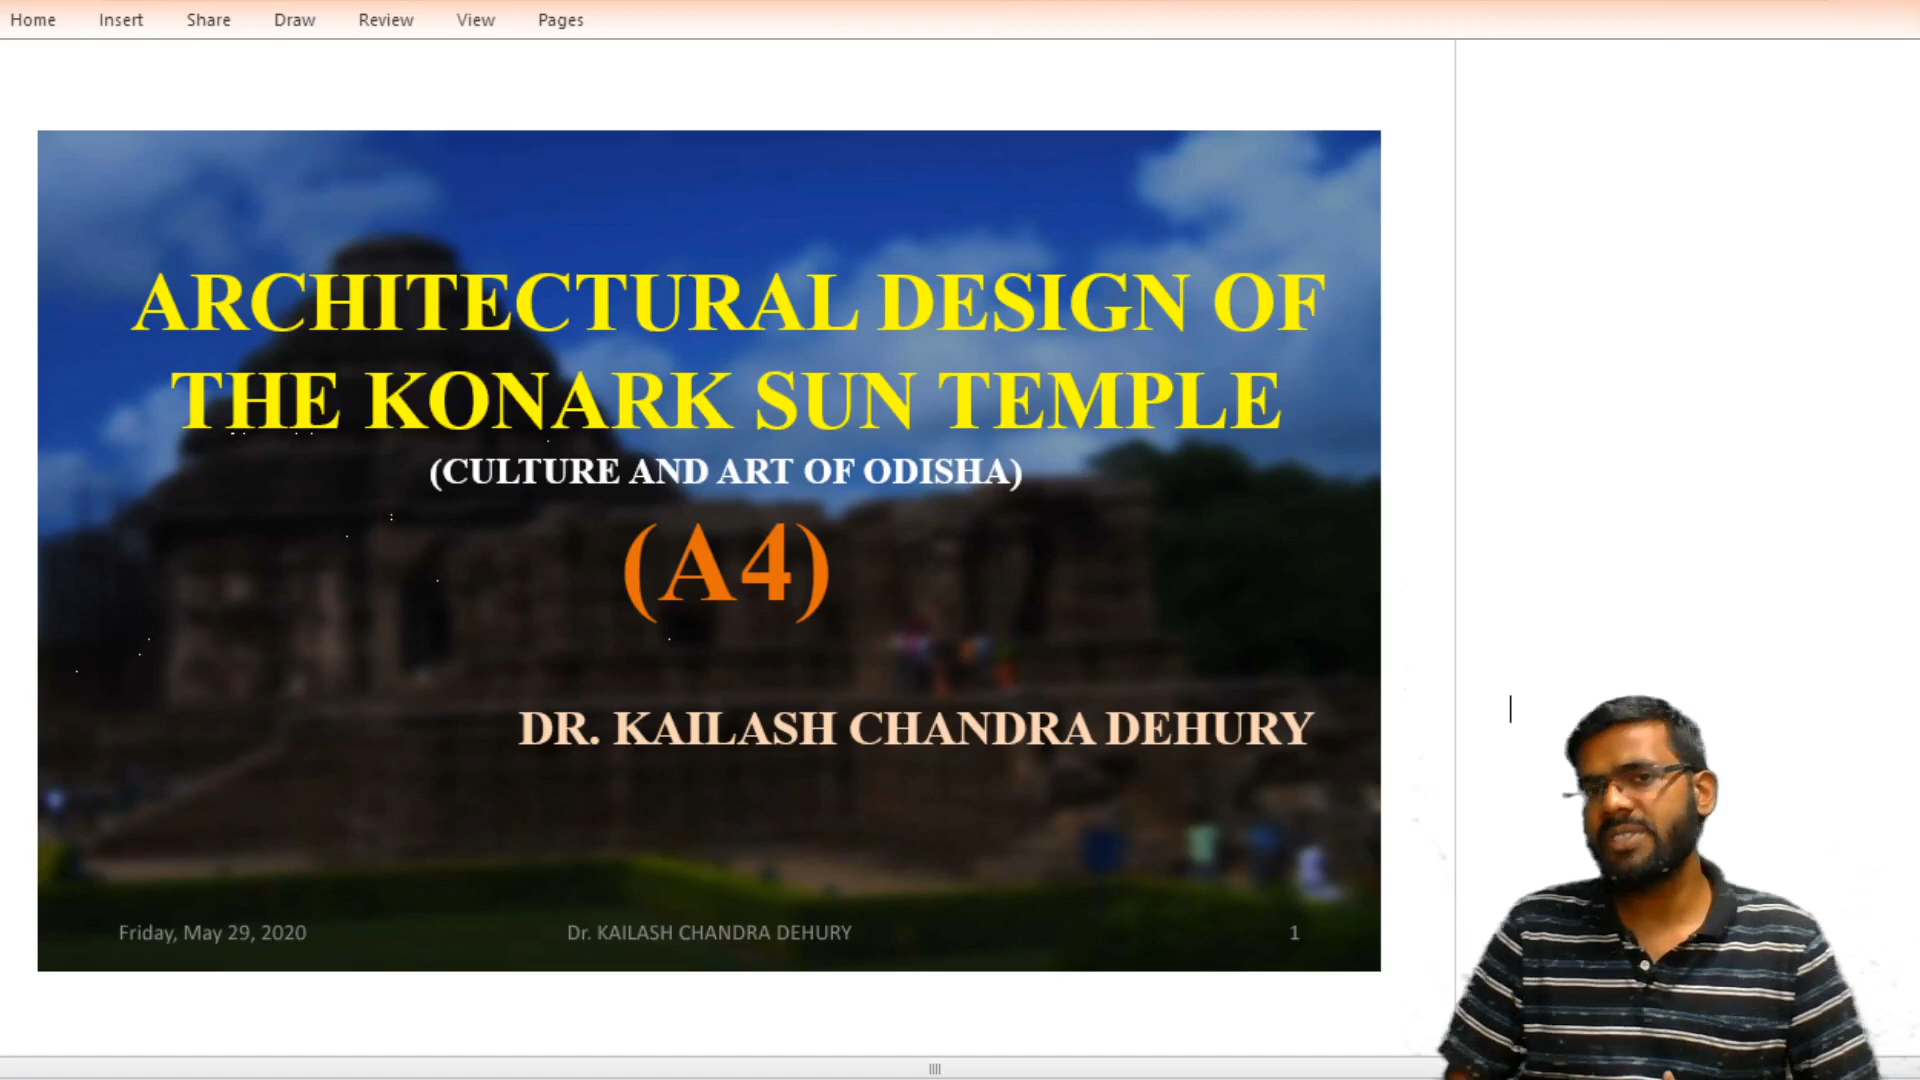 Home Insert Share Draw Review View Pages
ARCHITECTURAL DESIGN OF
THE KONARK SUN TEMPLE
(CULTURE AND ART OF ODISHA)
(A4)
DR. KAILASH CHANDRA DEHURY
Friday, May 29, 2020 Dr. KAILASH CHANDRA DEHURY 1